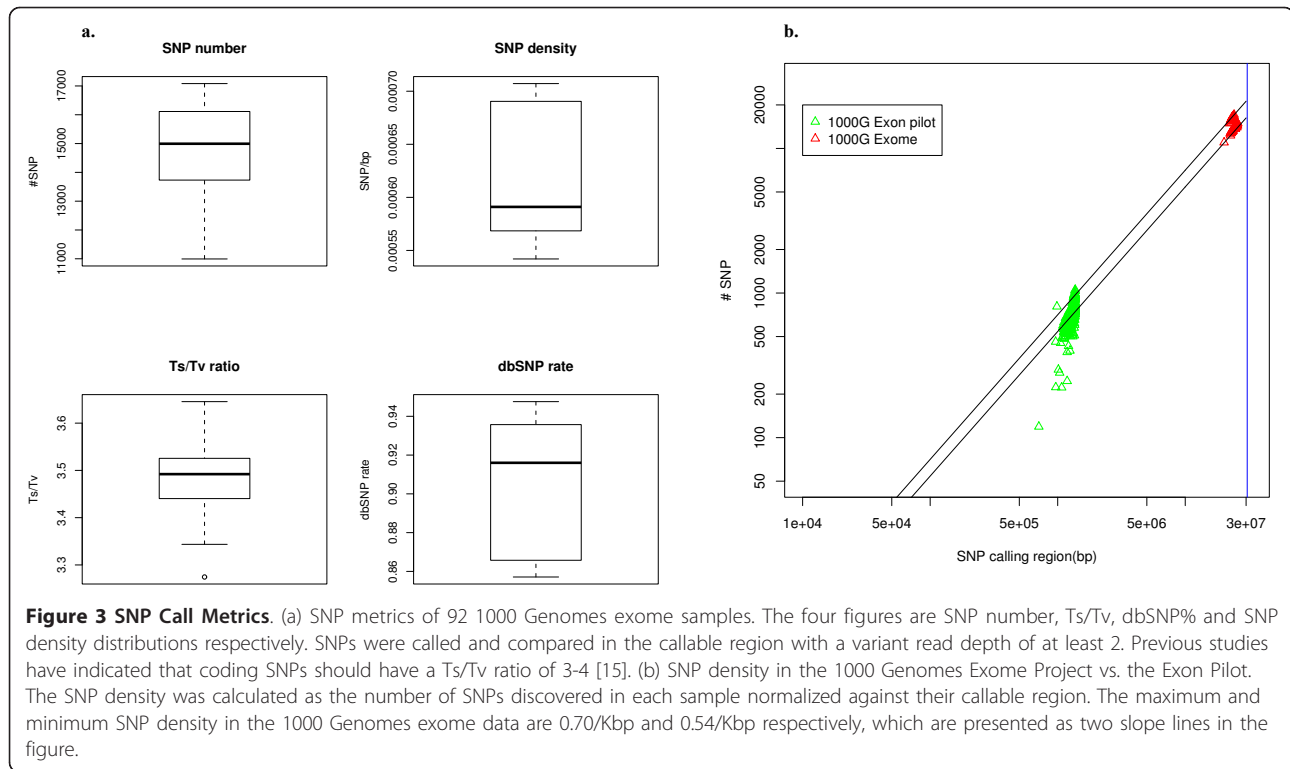 a.
SNP number
#SNP
11000 13000 15000 17000
SNP density
SNP/bp
0.00055 0.00060 0.00065 0.00070
Ts/Tv ratio
Ts/Tv
3.3 3.4 3.5 3.6
dbSNP rate
dbSNP rate
0.86 0.88 0.90 0.92 0.94
b.
1000G Exon pilot
1000G Exome
# SNP
50 100 200 500 1000 5000 20000
1e+04 5e+04 5e+05 5e+06 3e+07
SNP calling region(bp)
Figure 3 SNP Call Metrics. (a) SNP metrics of 92 1000 Genomes exome samples. The four figures are SNP number, Ts/Tv, dbSNP% and SNP
density distributions respectively. SNPs were called and compared in the callable region with a variant read depth of at least 2. Previous studies
have indicated that coding SNPs should have a Ts/Tv ratio of 3-4 [15]. (b) SNP density in the 1000 Genomes Exome Project vs. the Exon Pilot.
The SNP density was calculated as the number of SNPs discovered in each sample normalized against their callable region. The maximum and
minimum SNP density in the 1000 Genomes exome data are 0.70/Kbp and 0.54/Kbp respectively, which are presented as two slope lines in the
figure.